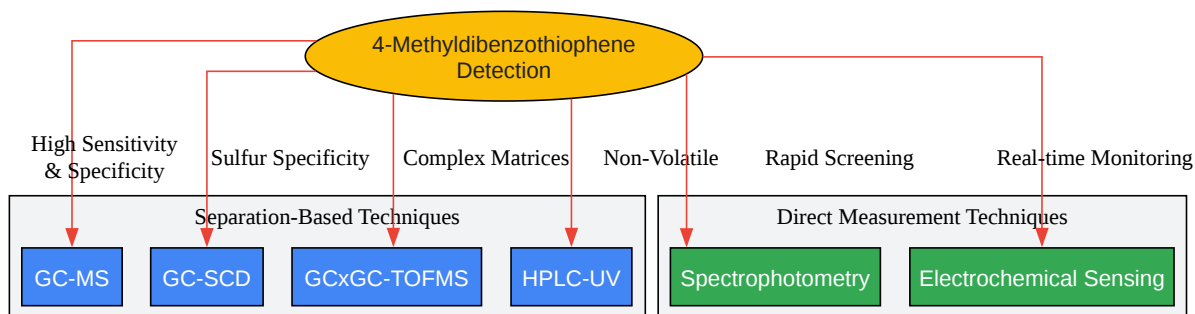 4-Methyldibenzothiophene
Detection
High Sensitivity
& Specificity
Sulfur Specificity
Complex Matrices
Non-Volatile
Rapid Screening
Real-time Monitoring
Separation-Based Techniques
Direct Measurement Techniques
GC-MS
GC-SCD
GCxGC-TOFMS
HPLC-UV
Spectrophotometry
Electrochemical Sensing